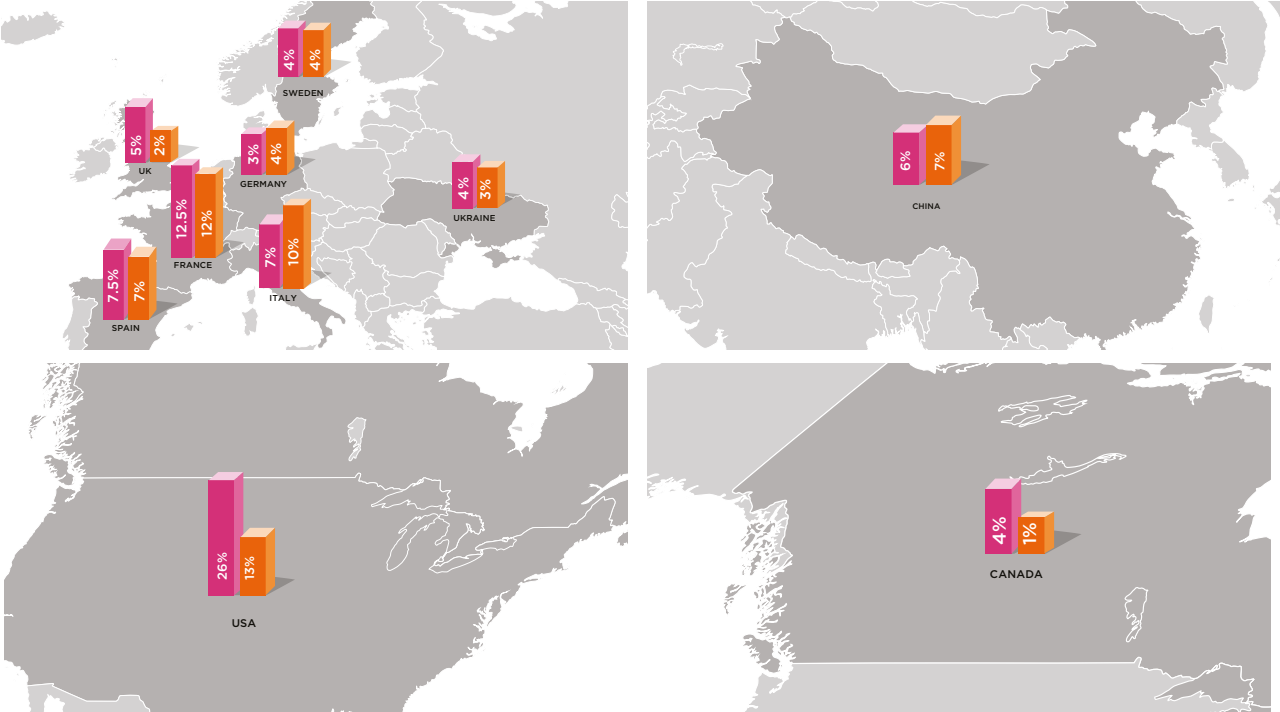 4%
4%
SWEDEN
5%
2%
UK
3%
4%
GERMANY
12.5%
12%
FRANCE
4%
3%
UKRAINE
7%
10%
ITALY
7.5%
7%
SPAIN
6%
7%
CHINA
26%
13%
USA
4%
1%
CANADA